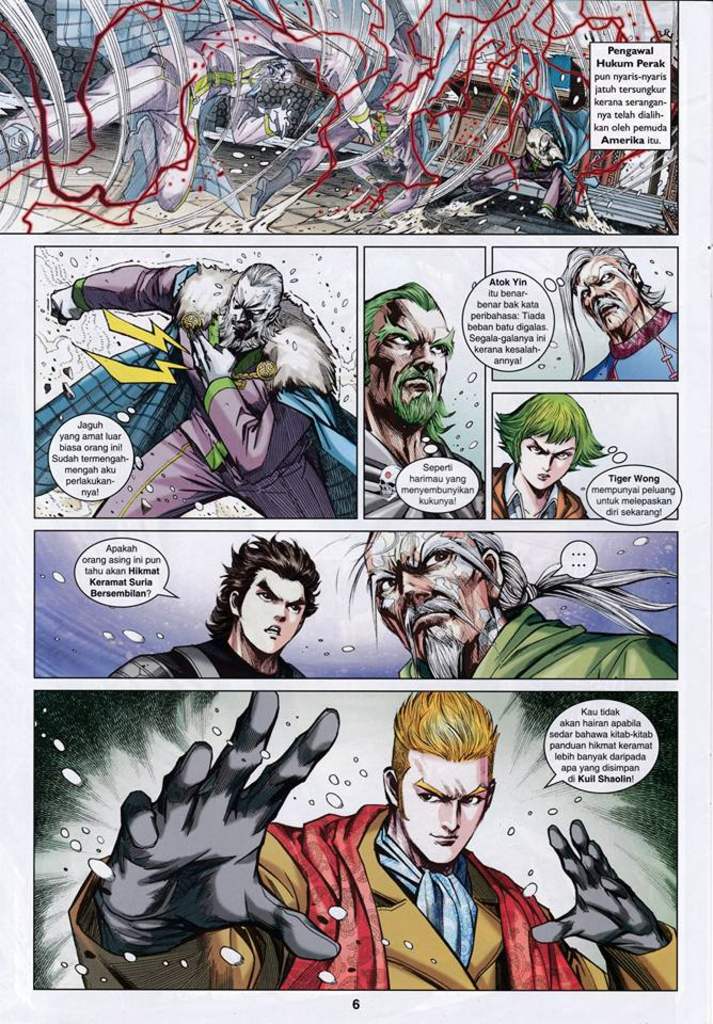 Pengawal
Hukum Perak
pun nyaris-nyaris
jatuh tersungkur
kerana serangan-
nya telah dialih-
kan oleh pemuda
Amerika itu.
Jaguh
yang amat luar
biasa orang ini!
Sudah termengah-
mengah aku
perlakukan-
nya!
Seperti
harimau yang
menyembunyikan
kukunya!
Atok Yin
itu benar-
benar bak kata
peribahasa: Tiada
beban batu digalas.
Segala-galanya ini
kerana kesalah-
annya!
Tiger Wong
mempunyai peluang
untuk melepaskan
diri sekarang!
Apakah
orang asing ini pun
tahu akan Hikmat
Keramat Suria
Bersembilan?
...
...
Kau tidak
akan hairan apabila
sedar bahawa kitab-kitab
panduan hikmat keramat
lebih banyak daripada
apa yang disimpan
di Kuil Shaolin!
6